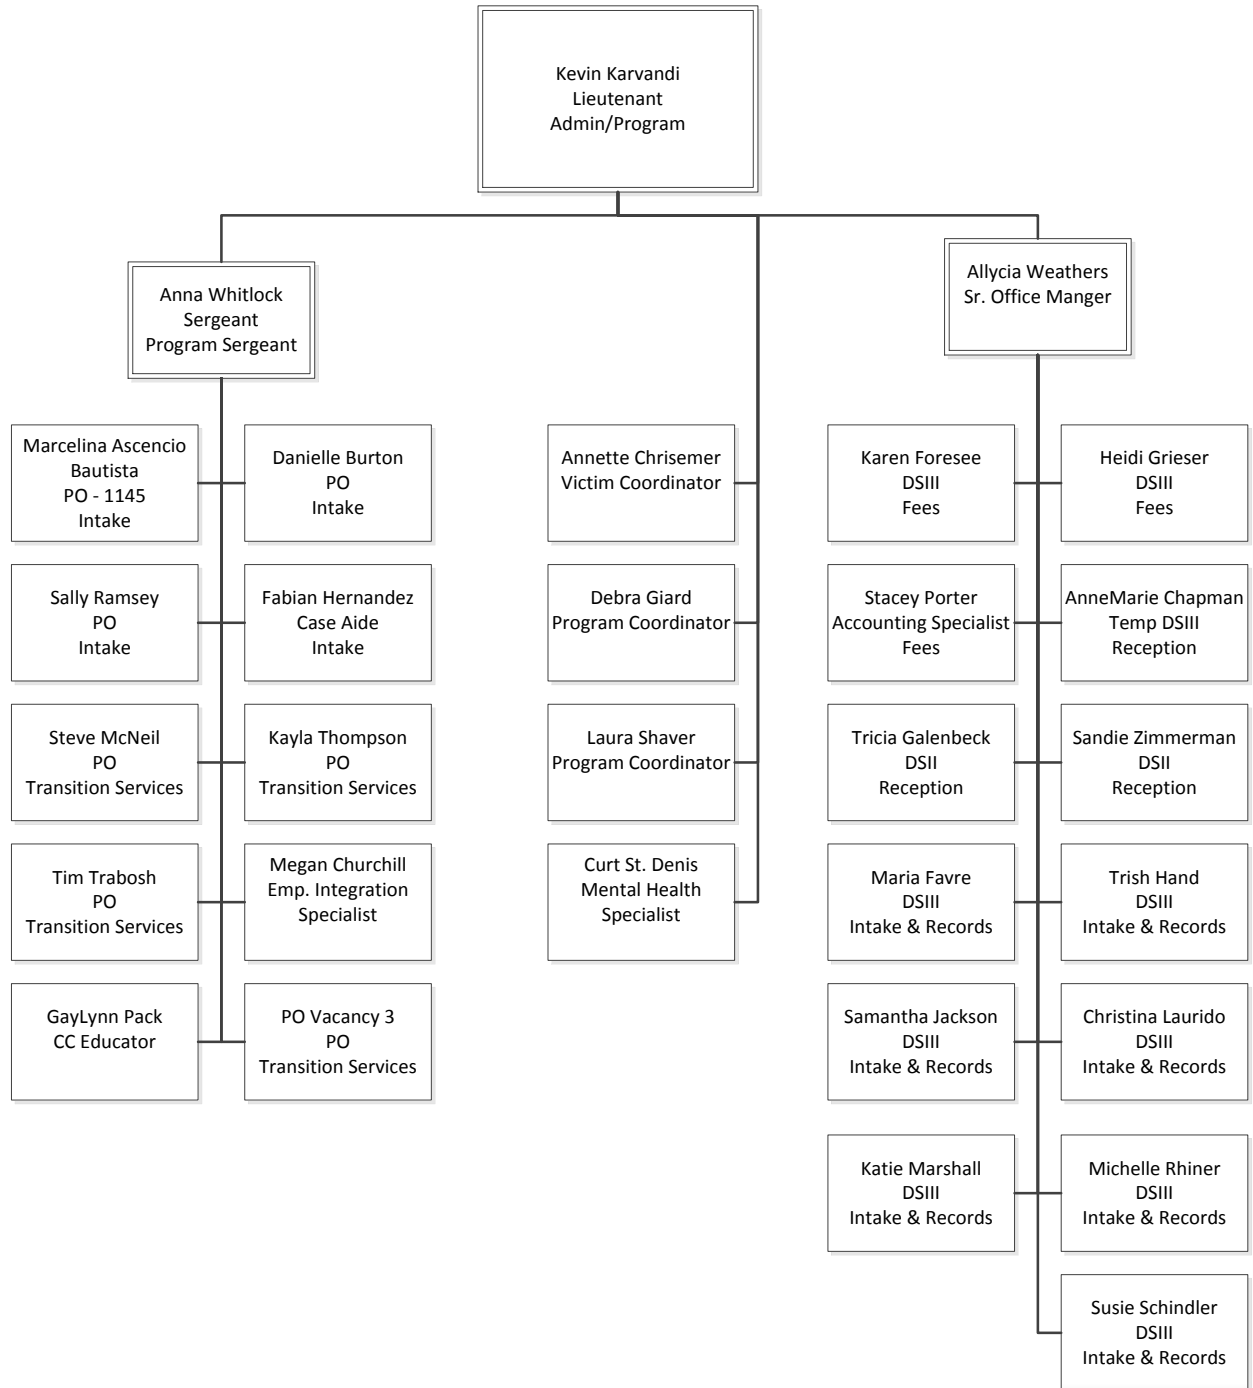 Kevin Karvandi
Lieutenant
Admin/Program
Anna Whitlock
Sergeant
Program Sergeant
Allycia Weathers
Sr. Office Manger
Marcelina Ascencio
Bautista
PO - 1145
Intake
Danielle Burton
PO
Intake
Annette Chrisemer
Victim Coordinator
Karen Foresee
DSIII
Fees
Heidi Grieser
DSIII
Fees
Sally Ramsey
PO
Intake
Fabian Hernandez
Case Aide
Intake
Debra Giard
Program Coordinator
Stacey Porter
Accounting Specialist
Fees
AnneMarie Chapman
Temp DSIII
Reception
Steve McNeil
PO
Transition Services
Kayla Thompson
PO
Transition Services
Laura Shaver
Program Coordinator
Tricia Galenbeck
DSII
Reception
Sandie Zimmerman
DSII
Reception
Tim Trabosh
PO
Transition Services
Megan Churchill
Emp. Integration
Specialist
Curt St. Denis
Mental Health
Specialist
Maria Favre
DSIII
Intake & Records
Trish Hand
DSIII
Intake & Records
GayLynn Pack
CC Educator
PO Vacancy 3
PO
Transition Services
Samantha Jackson
DSIII
Intake & Records
Christina Laurido
DSIII
Intake & Records
Katie Marshall
DSIII
Intake & Records
Michelle Rhiner
DSIII
Intake & Records
Susie Schindler
DSIII
Intake & Records